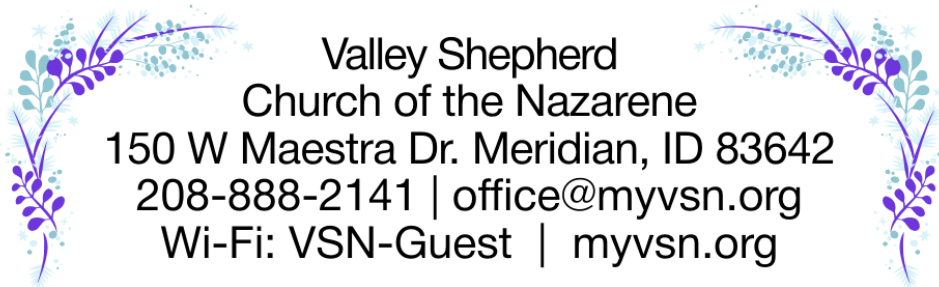 Valley Shepherd
Church of the Nazarene
150 W Maestra Dr. Meridian, ID 83642
208-888-2141 | office@myvsn.org
Wi-Fi: VSN-Guest | myvsn.org